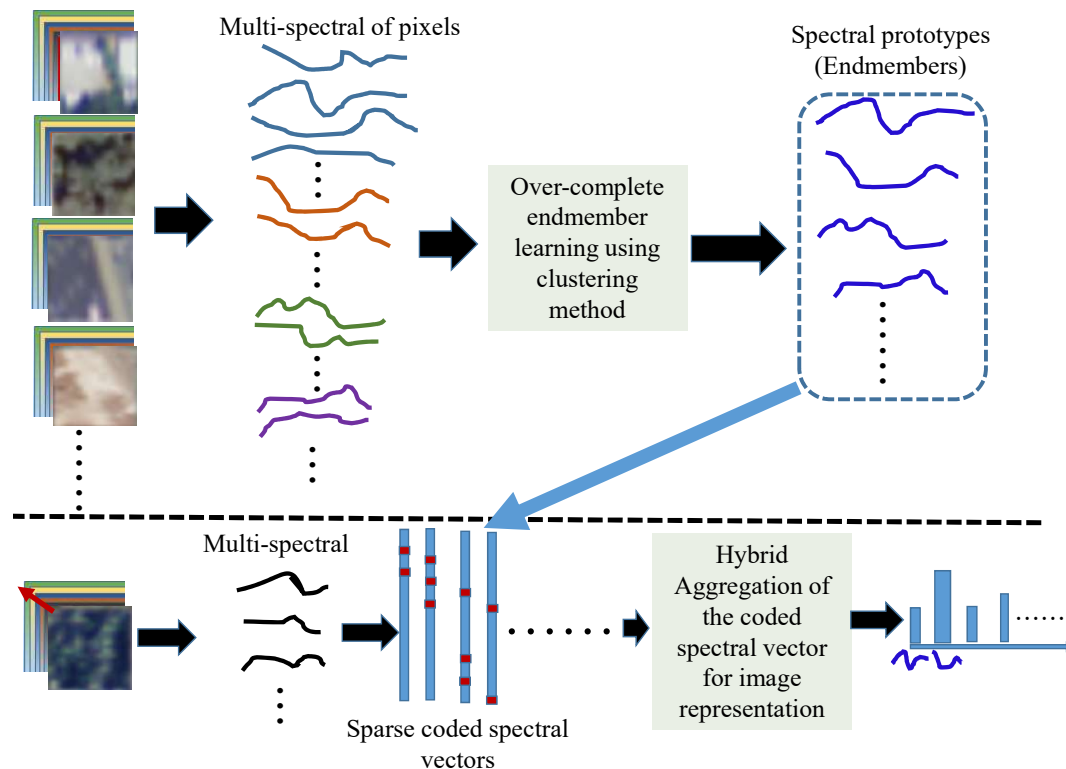 Multi-spectral of pixels
Spectral prototypes
(Endmembers)
Over-complete
endmember
learning using
clustering
method
Multi-spectral
Sparse coded spectral
vectors
Hybrid
Aggregation of
the coded
spectral vector
for image
representation